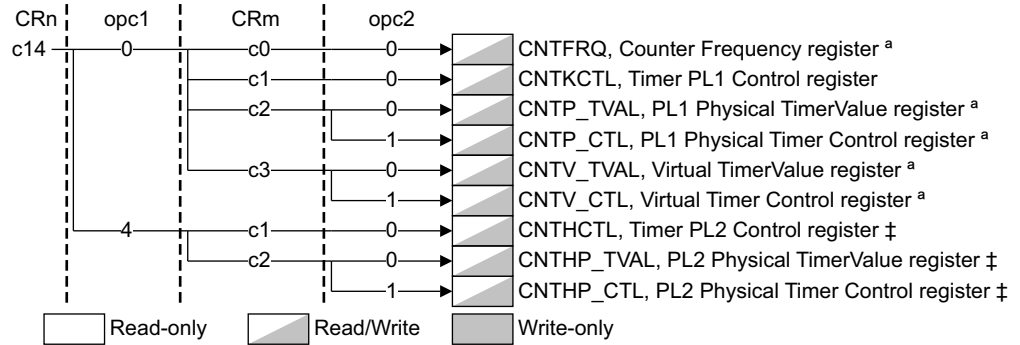 CRn opc1 CRm opc2
c14 0 c0 0 CNTFRQ, Counter Frequency register ª
c1 0 CNTKCTL, Timer PL1 Control register
c2 0 CNTP_TVAL, PL1 Physical TimerValue register ª
1 CNTP_CTL, PL1 Physical Timer Control register ª
c3 0 CNTV_TVAL, Virtual TimerValue register ª
1 CNTV_CTL, Virtual Timer Control register ª
4 c1 0 CNTHCTL, Timer PL2 Control register ‡
c2 0 CNTHP_TVAL, PL2 Physical TimerValue register ‡
1 CNTHP_CTL, PL2 Physical Timer Control register ‡
Read-only Read/Write Write-only